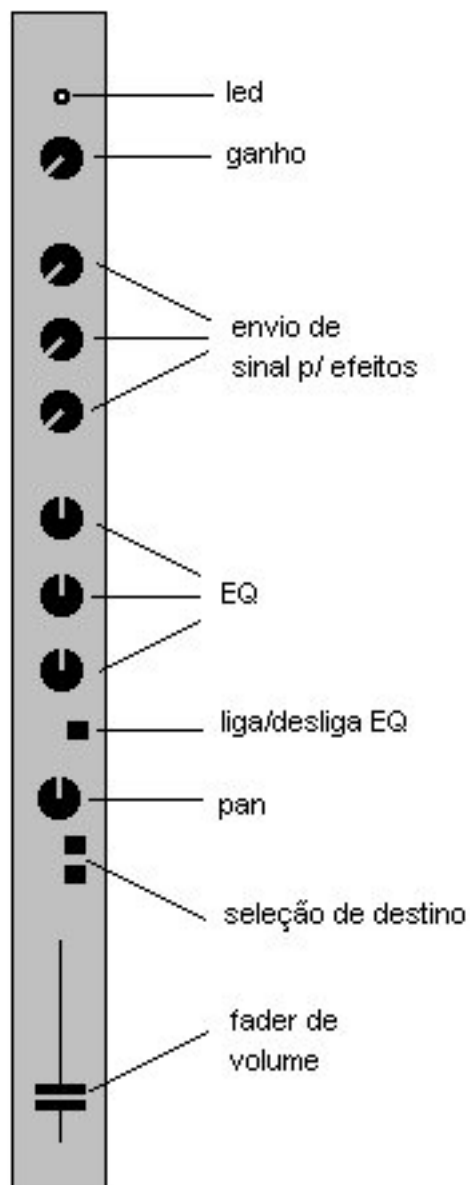 led
ganho
envio de
sinal p/ efeitos
EQ
liga/desliga EQ
pan
seleção de destino
fader de
volume